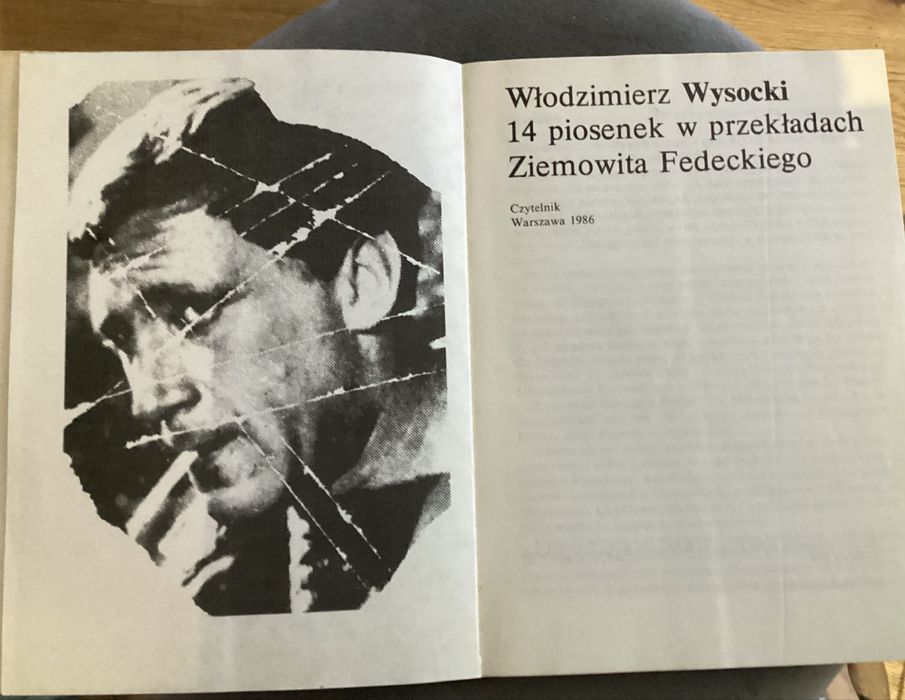 Włodzimierz Wysocki
14 piosenek w przekładach
Ziemowita Fedeckiego
Czytelnik
Warszawa 1986